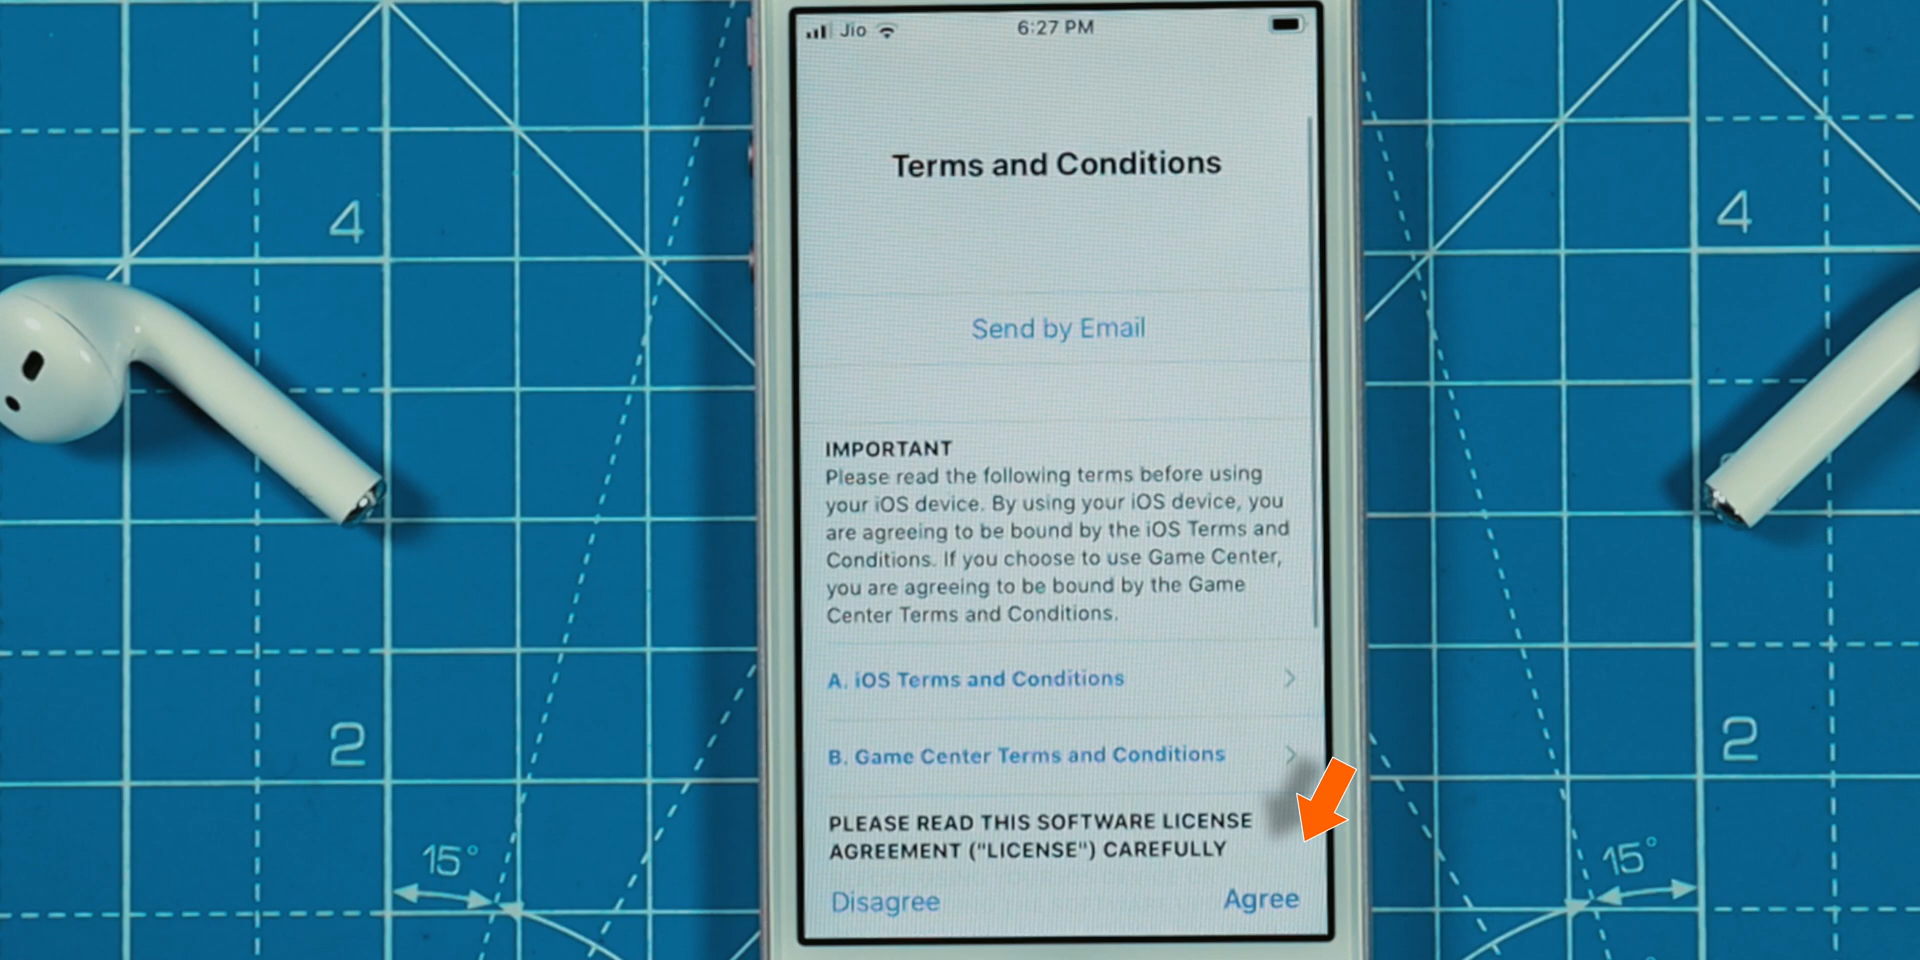 Jio 6:27 PM
Terms and Conditions
Send by Email
IMPORTANT
Please read the following terms before using
your iOS device. By using your iOS device, you
are agreeing to be bound by the iOS Terms and
Conditions. If you choose to use Game Center,
you are agreeing to be bound by the Game
Center Terms and Conditions.
A. iOS Terms and Conditions
B. Game Center Terms and Conditions
PLEASE READ THIS SOFTWARE LICENSE
AGREEMENT ("LICENSE") CAREFULLY
Disagree Agree
4
4
2
2
15°
15°